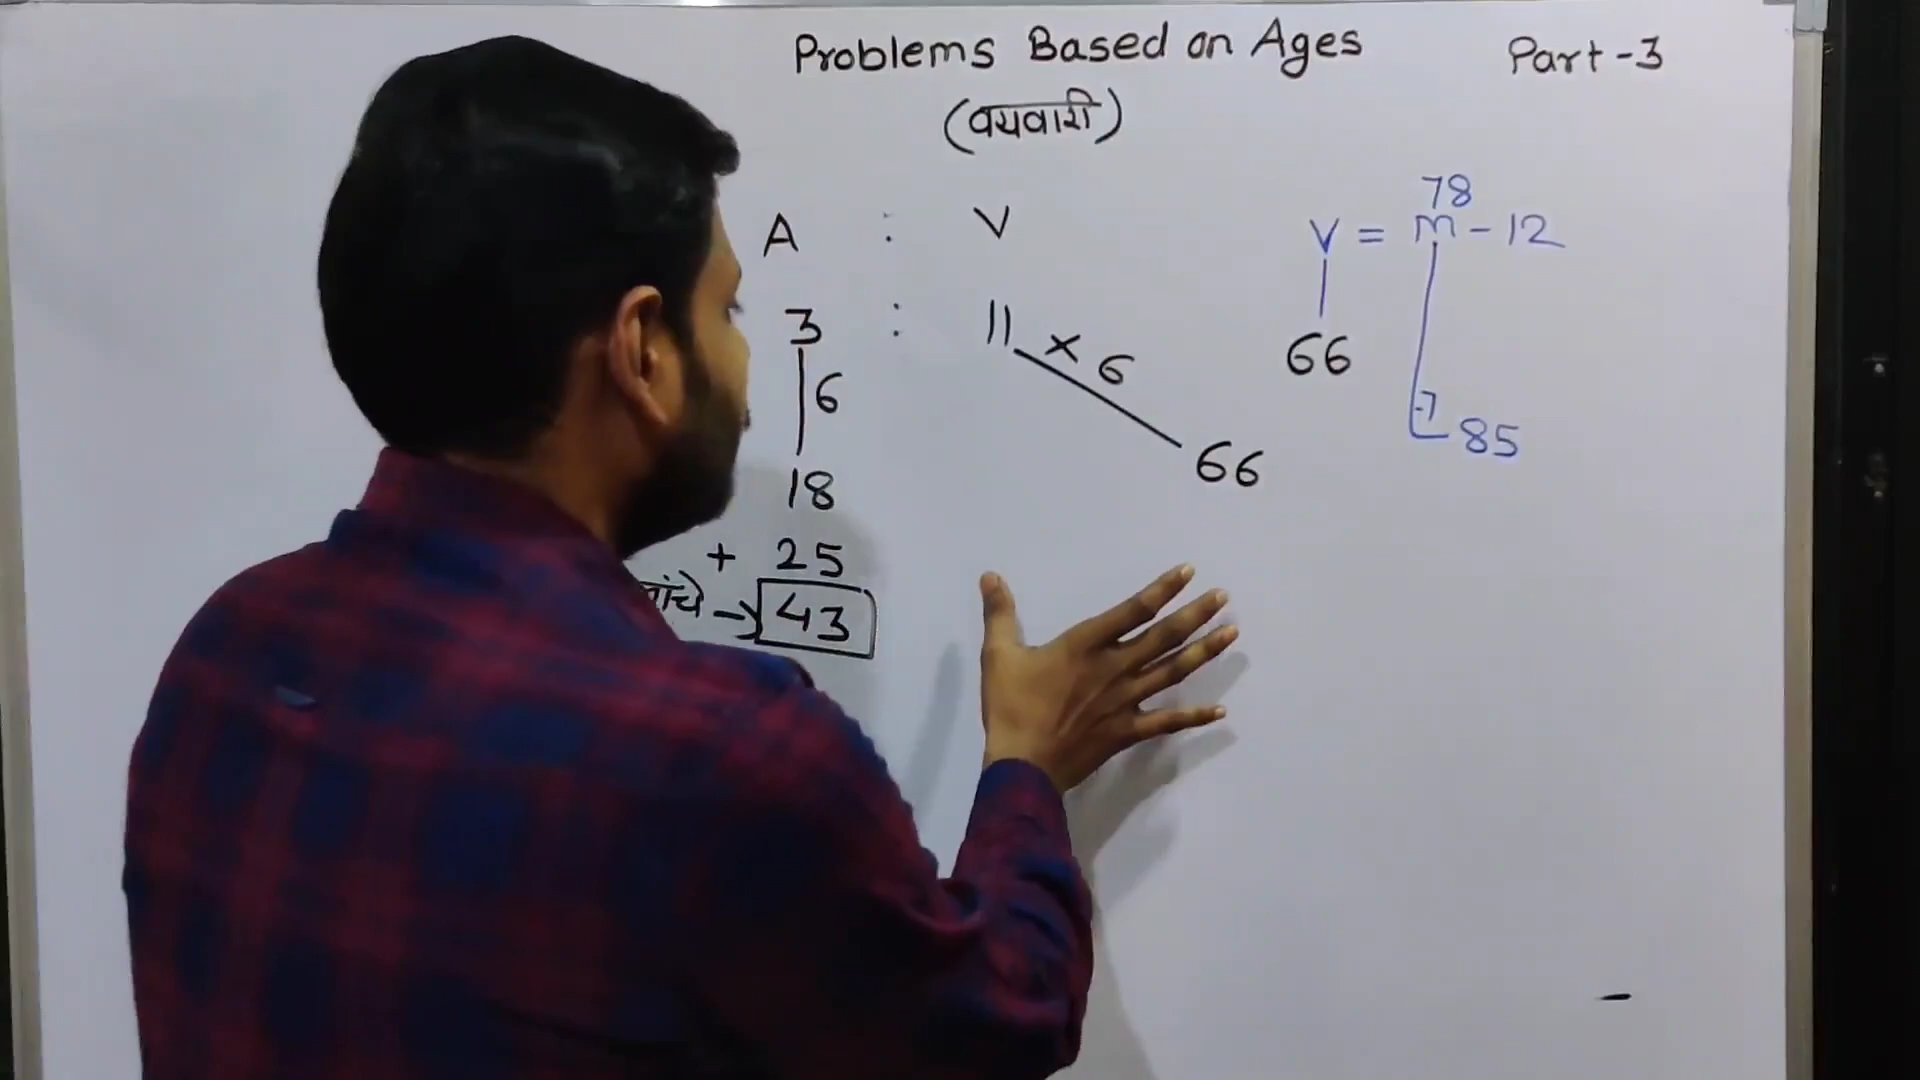 Problems Based on Ages Part-3
(वयवारी)
A : V
3 : 11 × 6
6
18
66
+ 25
→ 43
78
V = m - 12
66
-7
85